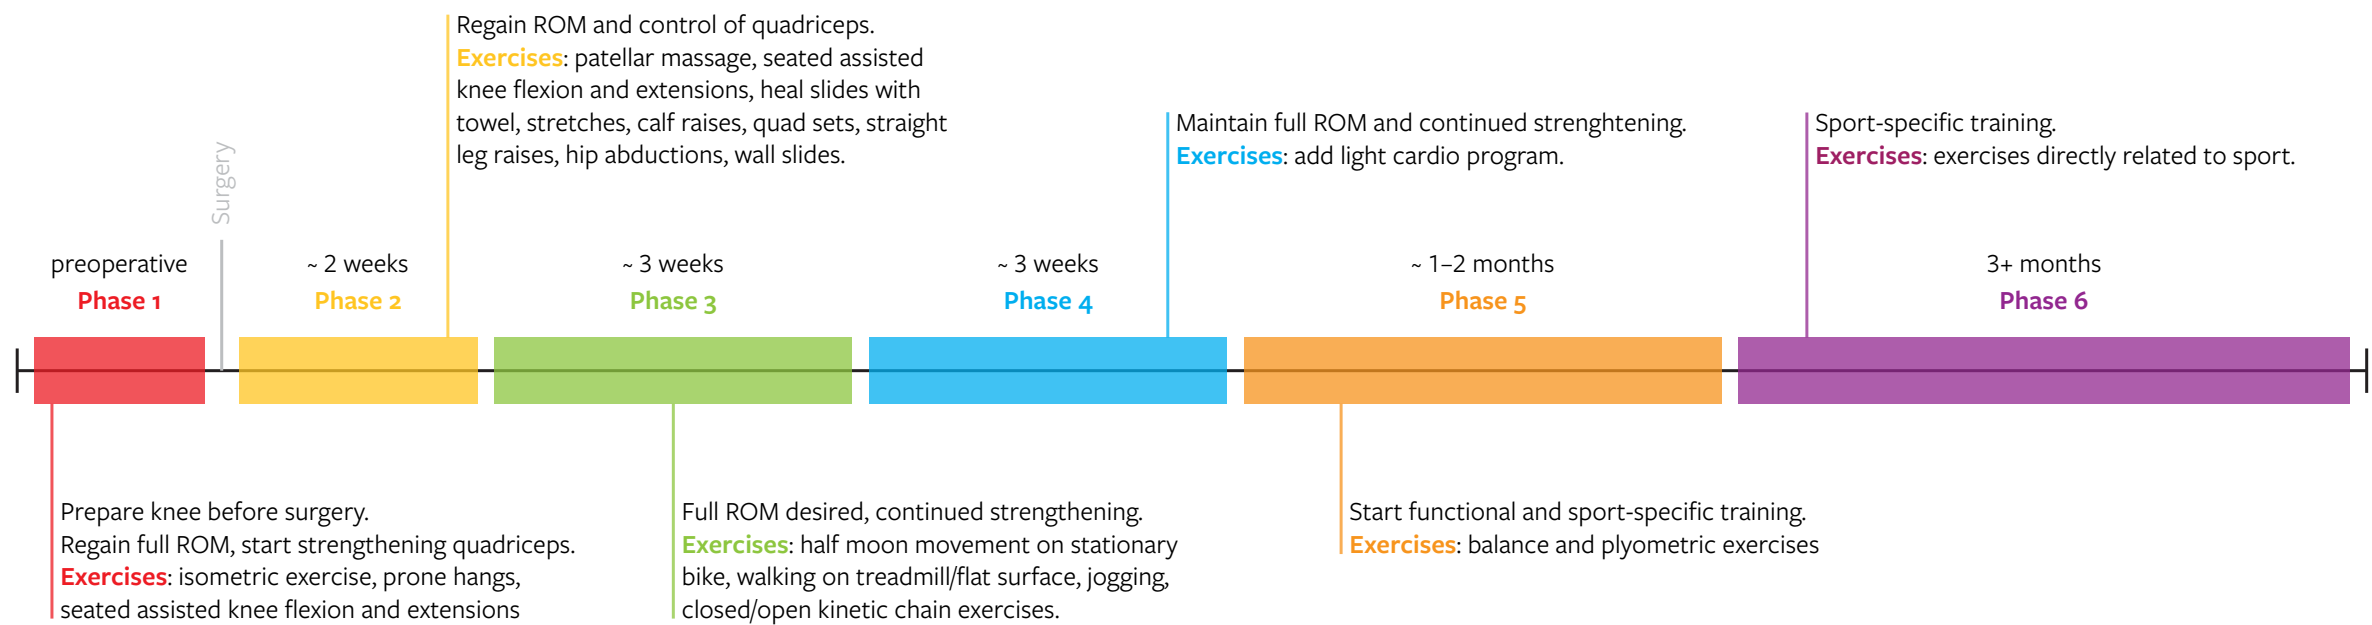 Regain ROM and control of quadriceps.
Exercises: patellar massage, seated assisted
knee flexion and extensions, heal slides with
towel, stretches, calf raises, quad sets, straight
leg raises, hip abductions, wall slides.
Maintain full ROM and continued strenghtening.
Exercises: add light cardio program.
Sport-specific training.
Exercises: exercises directly related to sport.
Surgery
preoperative
Phase 1
~ 2 weeks
Phase 2
~ 3 weeks
Phase 3
~ 3 weeks
Phase 4
~ 1–2 months
Phase 5
3+ months
Phase 6
Prepare knee before surgery.
Regain full ROM, start strengthening quadriceps.
Exercises: isometric exercise, prone hangs,
seated assisted knee flexion and extensions
Full ROM desired, continued strengthening.
Exercises: half moon movement on stationary
bike, walking on treadmill/flat surface, jogging,
closed/open kinetic chain exercises.
Start functional and sport-specific training.
Exercises: balance and plyometric exercises